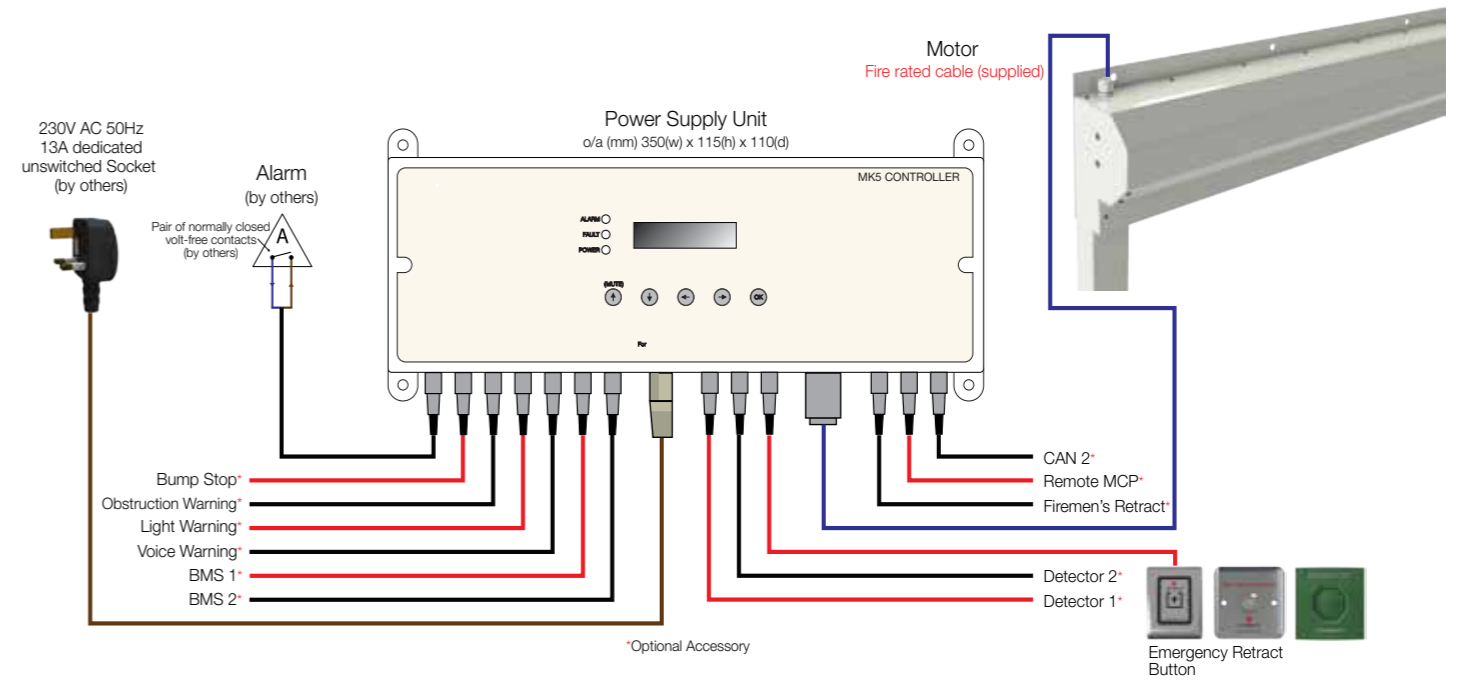 Motor
Fire rated cable (supplied)
230V AC 50Hz
13A dedicated
unswitched Socket
(by others)
Alarm
(by others)
Pair of normally closed
volt-free contacts
(by others)
A
Power Supply Unit
o/a (mm) 350(w) x 115(h) x 110(d)
MK5 CONTROLLER
ALARM
FAULT
POWER
(MUTE)
OK
For
Bump Stop*
Obstruction Warning*
Light Warning*
Voice Warning*
BMS 1*
BMS 2*
CAN 2*
Remote MCP*
Firemen's Retract*
Detector 2*
Detector 1*
*Optional Accessory
Emergency Retract
Button